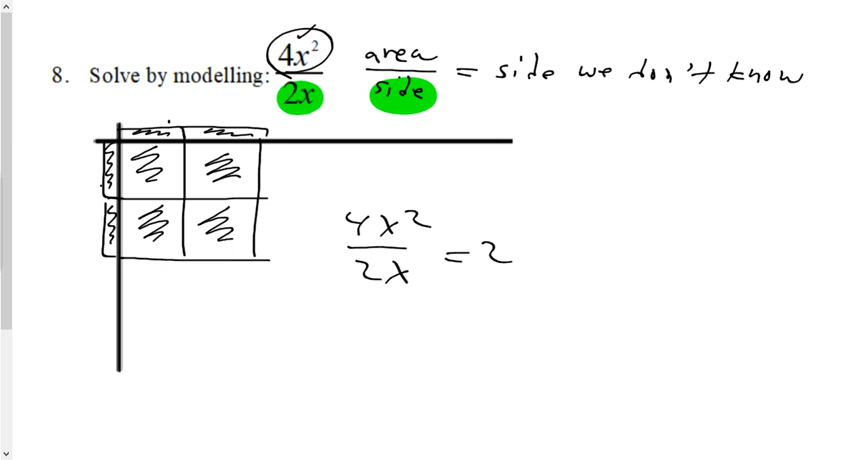 8. Solve by modelling: 4x²/2x area/side = side we don't know
4x²/2x = 2